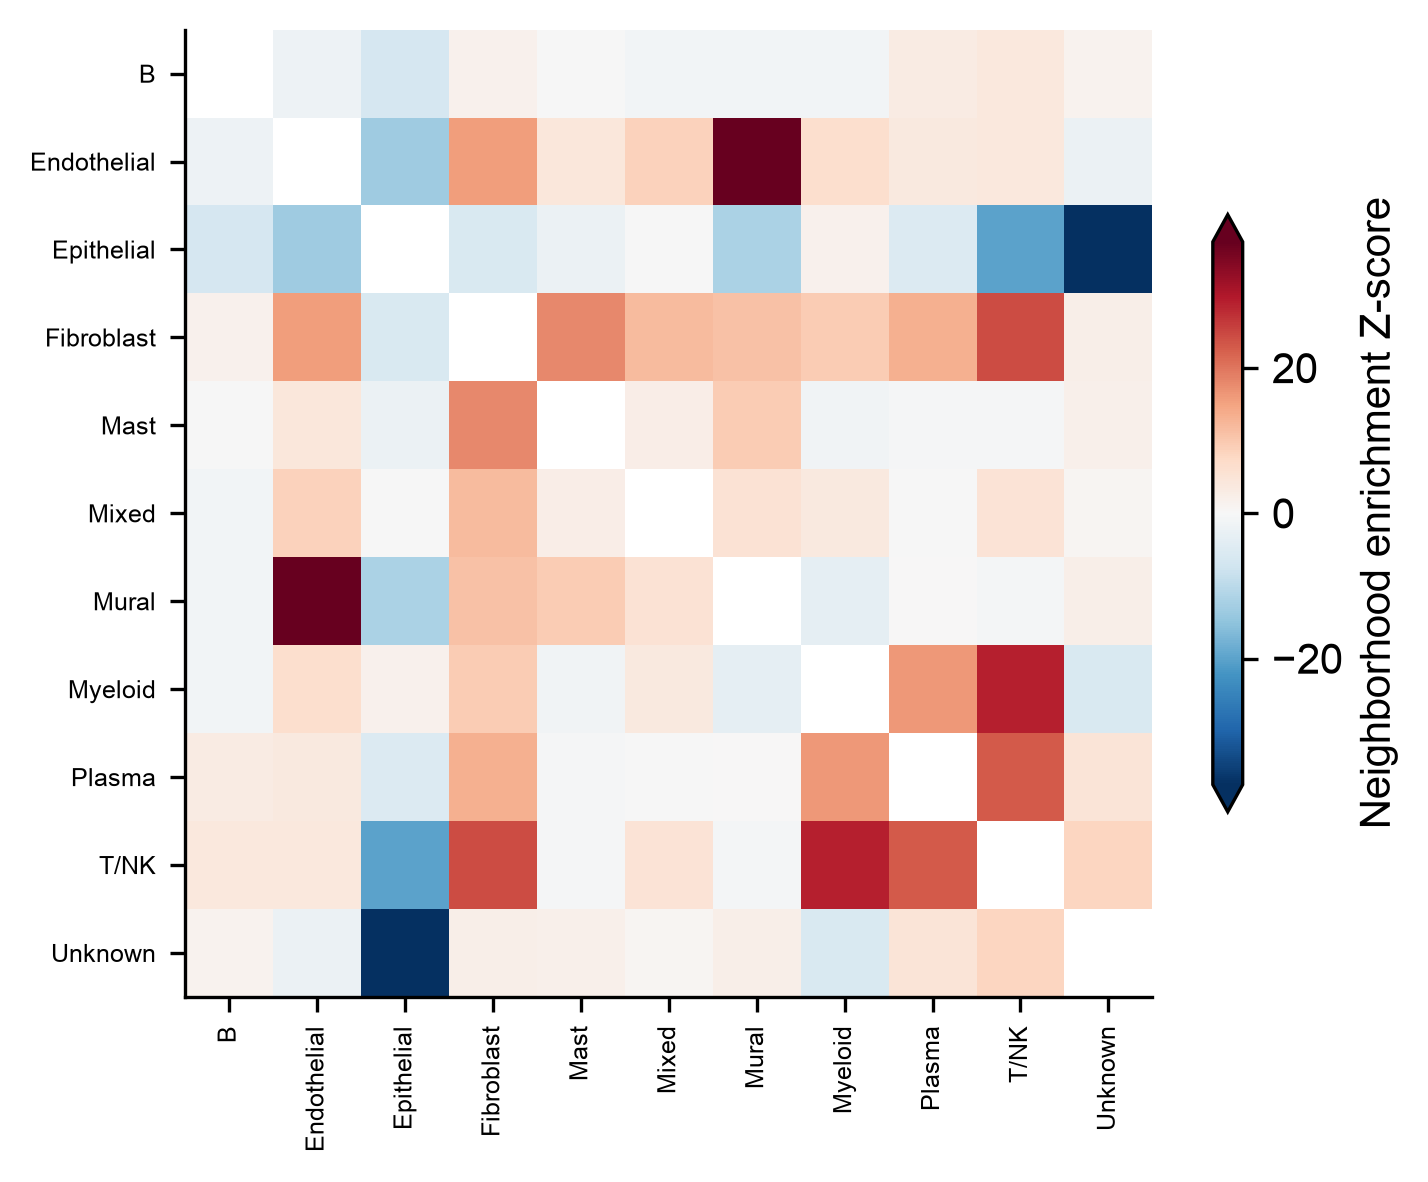 B
Endothelial
Epithelial
Fibroblast
Mast
Mixed
Mural
Myeloid
Plasma
T/NK
Unknown
B
Endothelial
Epithelial
Fibroblast
Mast
Mixed
Mural
Myeloid
Plasma
T/NK
Unknown
20
0
−20
Neighborhood enrichment Z-score